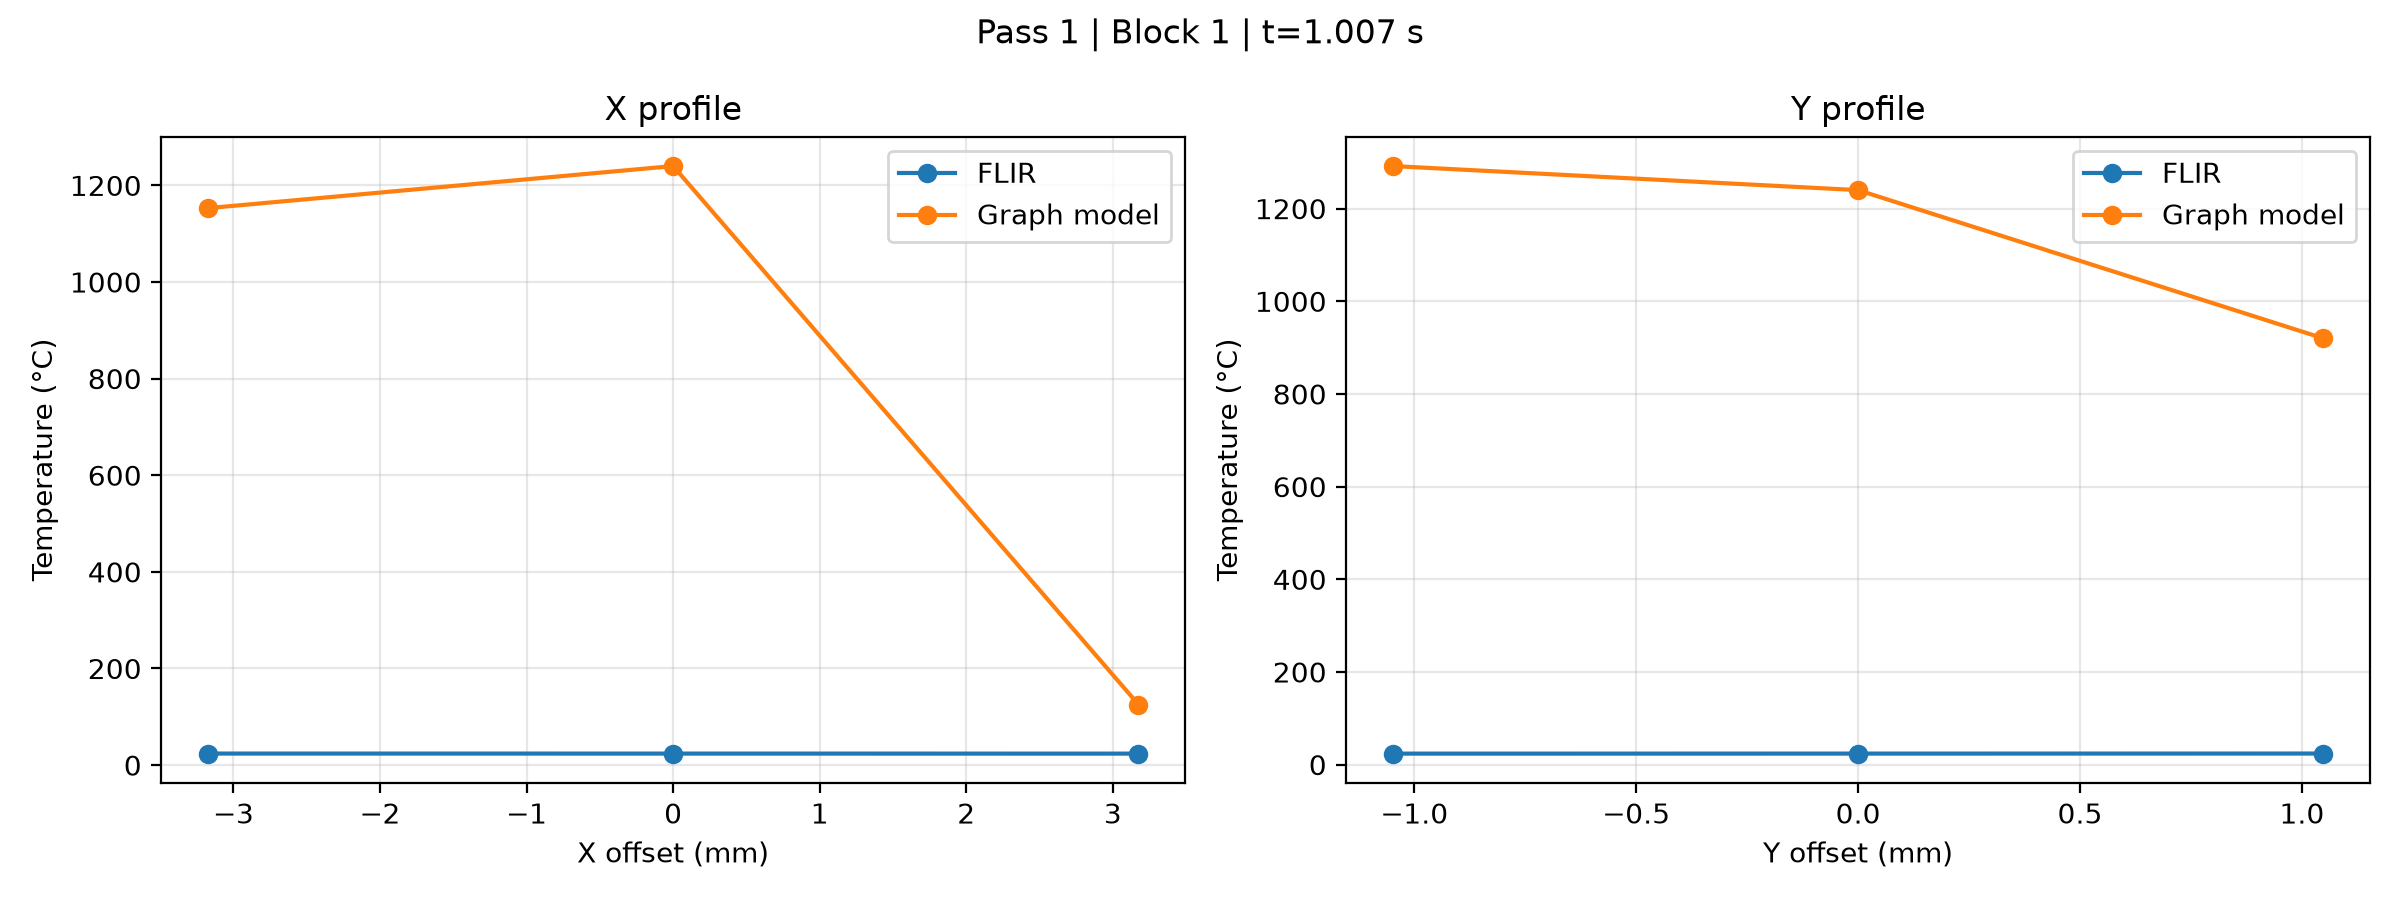 Pass 1 | Block 1 | t=1.007 s
X profile
1200
1000
800
600
400
200
0
Temperature (°C)
−3 −2 −1 0 1 2 3
X offset (mm)
FLIR
Graph model
Y profile
1200
1000
800
600
400
200
0
Temperature (°C)
−1.0 −0.5 0.0 0.5 1.0
Y offset (mm)
FLIR
Graph model